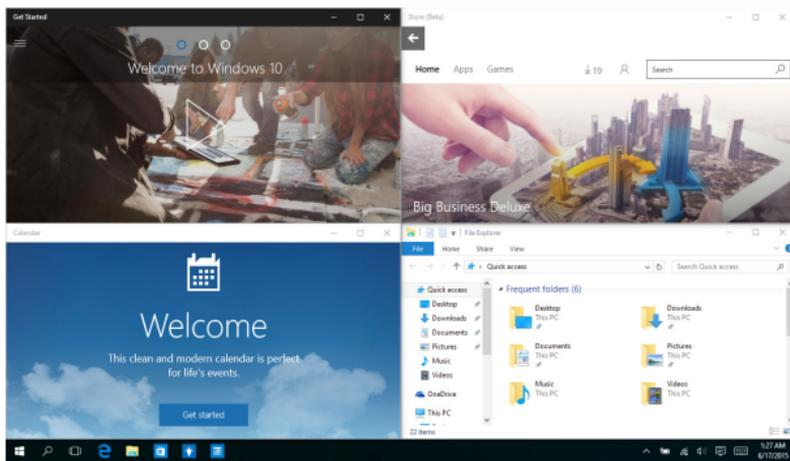 Get Started
Welcome to Windows 10
Store (Beta)
Home Apps Games
19
Search
Big Business Deluxe
Calendar
Welcome
This clean and modern calendar is perfect
for life's events.
Get started
File Explorer
File Home Share View
Quick access
Search Quick access
Quick access
Desktop
Downloads
Documents
Pictures
Music
Videos
OneDrive
This PC
Frequent folders (6)
Desktop
This PC
Downloads
This PC
Documents
This PC
Pictures
This PC
Music
This PC
Videos
This PC
22 items
5:27 AM
6/17/2015